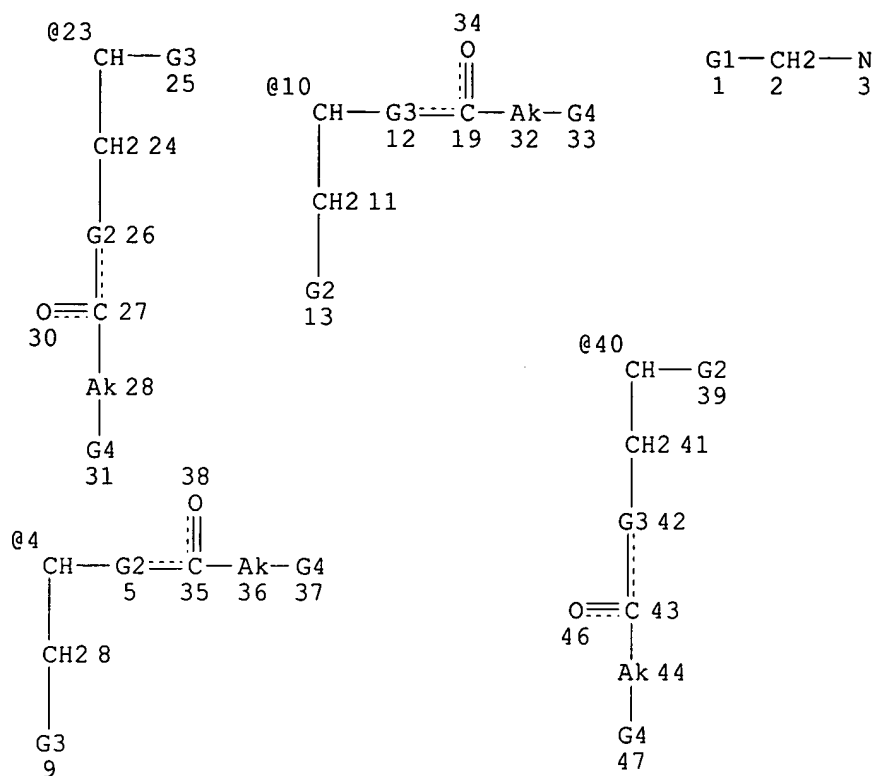 @23 34
CH G3 O G1 CH2 N
25 @10 1 2 3
CH G3 C Ak G4
CH2 24 12 19 32 33
CH2 11
G2 26
G2
O C 27 13
30 @40
CH G2
Ak 28 39
G4 CH2 41
31 38
O G3 42
@4
CH G2 C Ak G4
5 35 36 37 O C 43
46
CH2 8
Ak 44
G3 G4
9 47